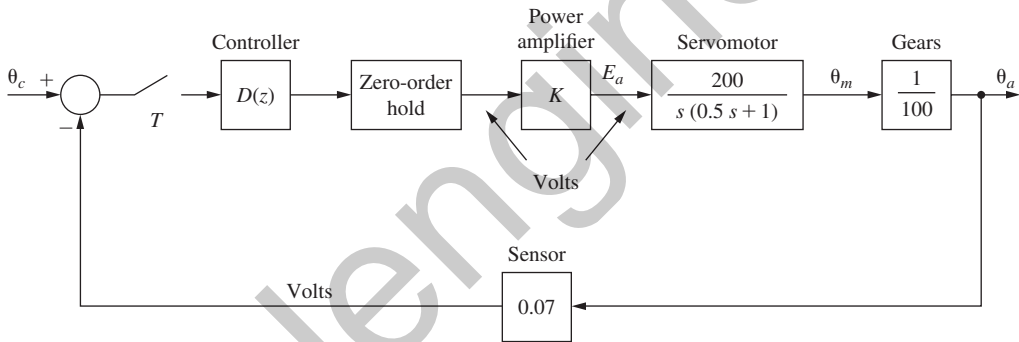 Power
amplifier
Controller
Servomotor
Gears
θc
+
−
T
D(z)
Zero-order
hold
K
Ea
200
s (0.5 s + 1)
θm
1
100
θa
Volts
Sensor
Volts
0.07